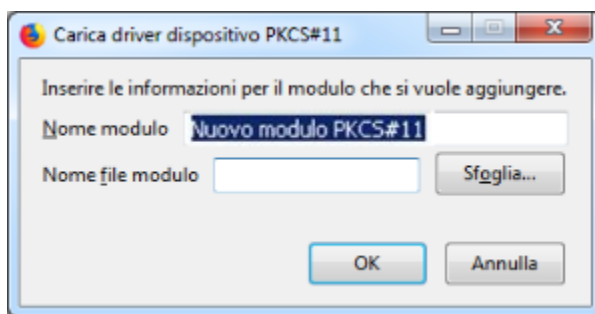 Carica driver dispositivo PKCS#11
Inserire le informazioni per il modulo che si vuole aggiungere.
Nome modulo Nuovo modulo PKCS#11
Nome file modulo Sfoglia...
OK Annulla